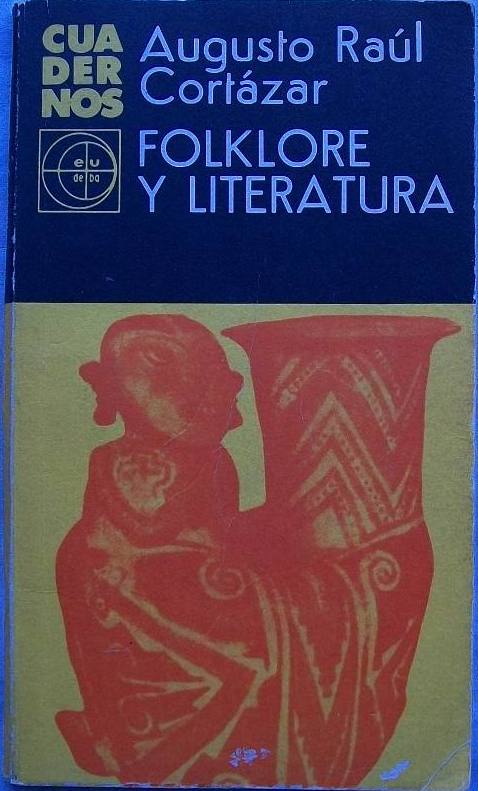 CUA
DER
NOS
eu
deba
Augusto Raúl
Cortázar
FOLKLORE
Y LITERATURA